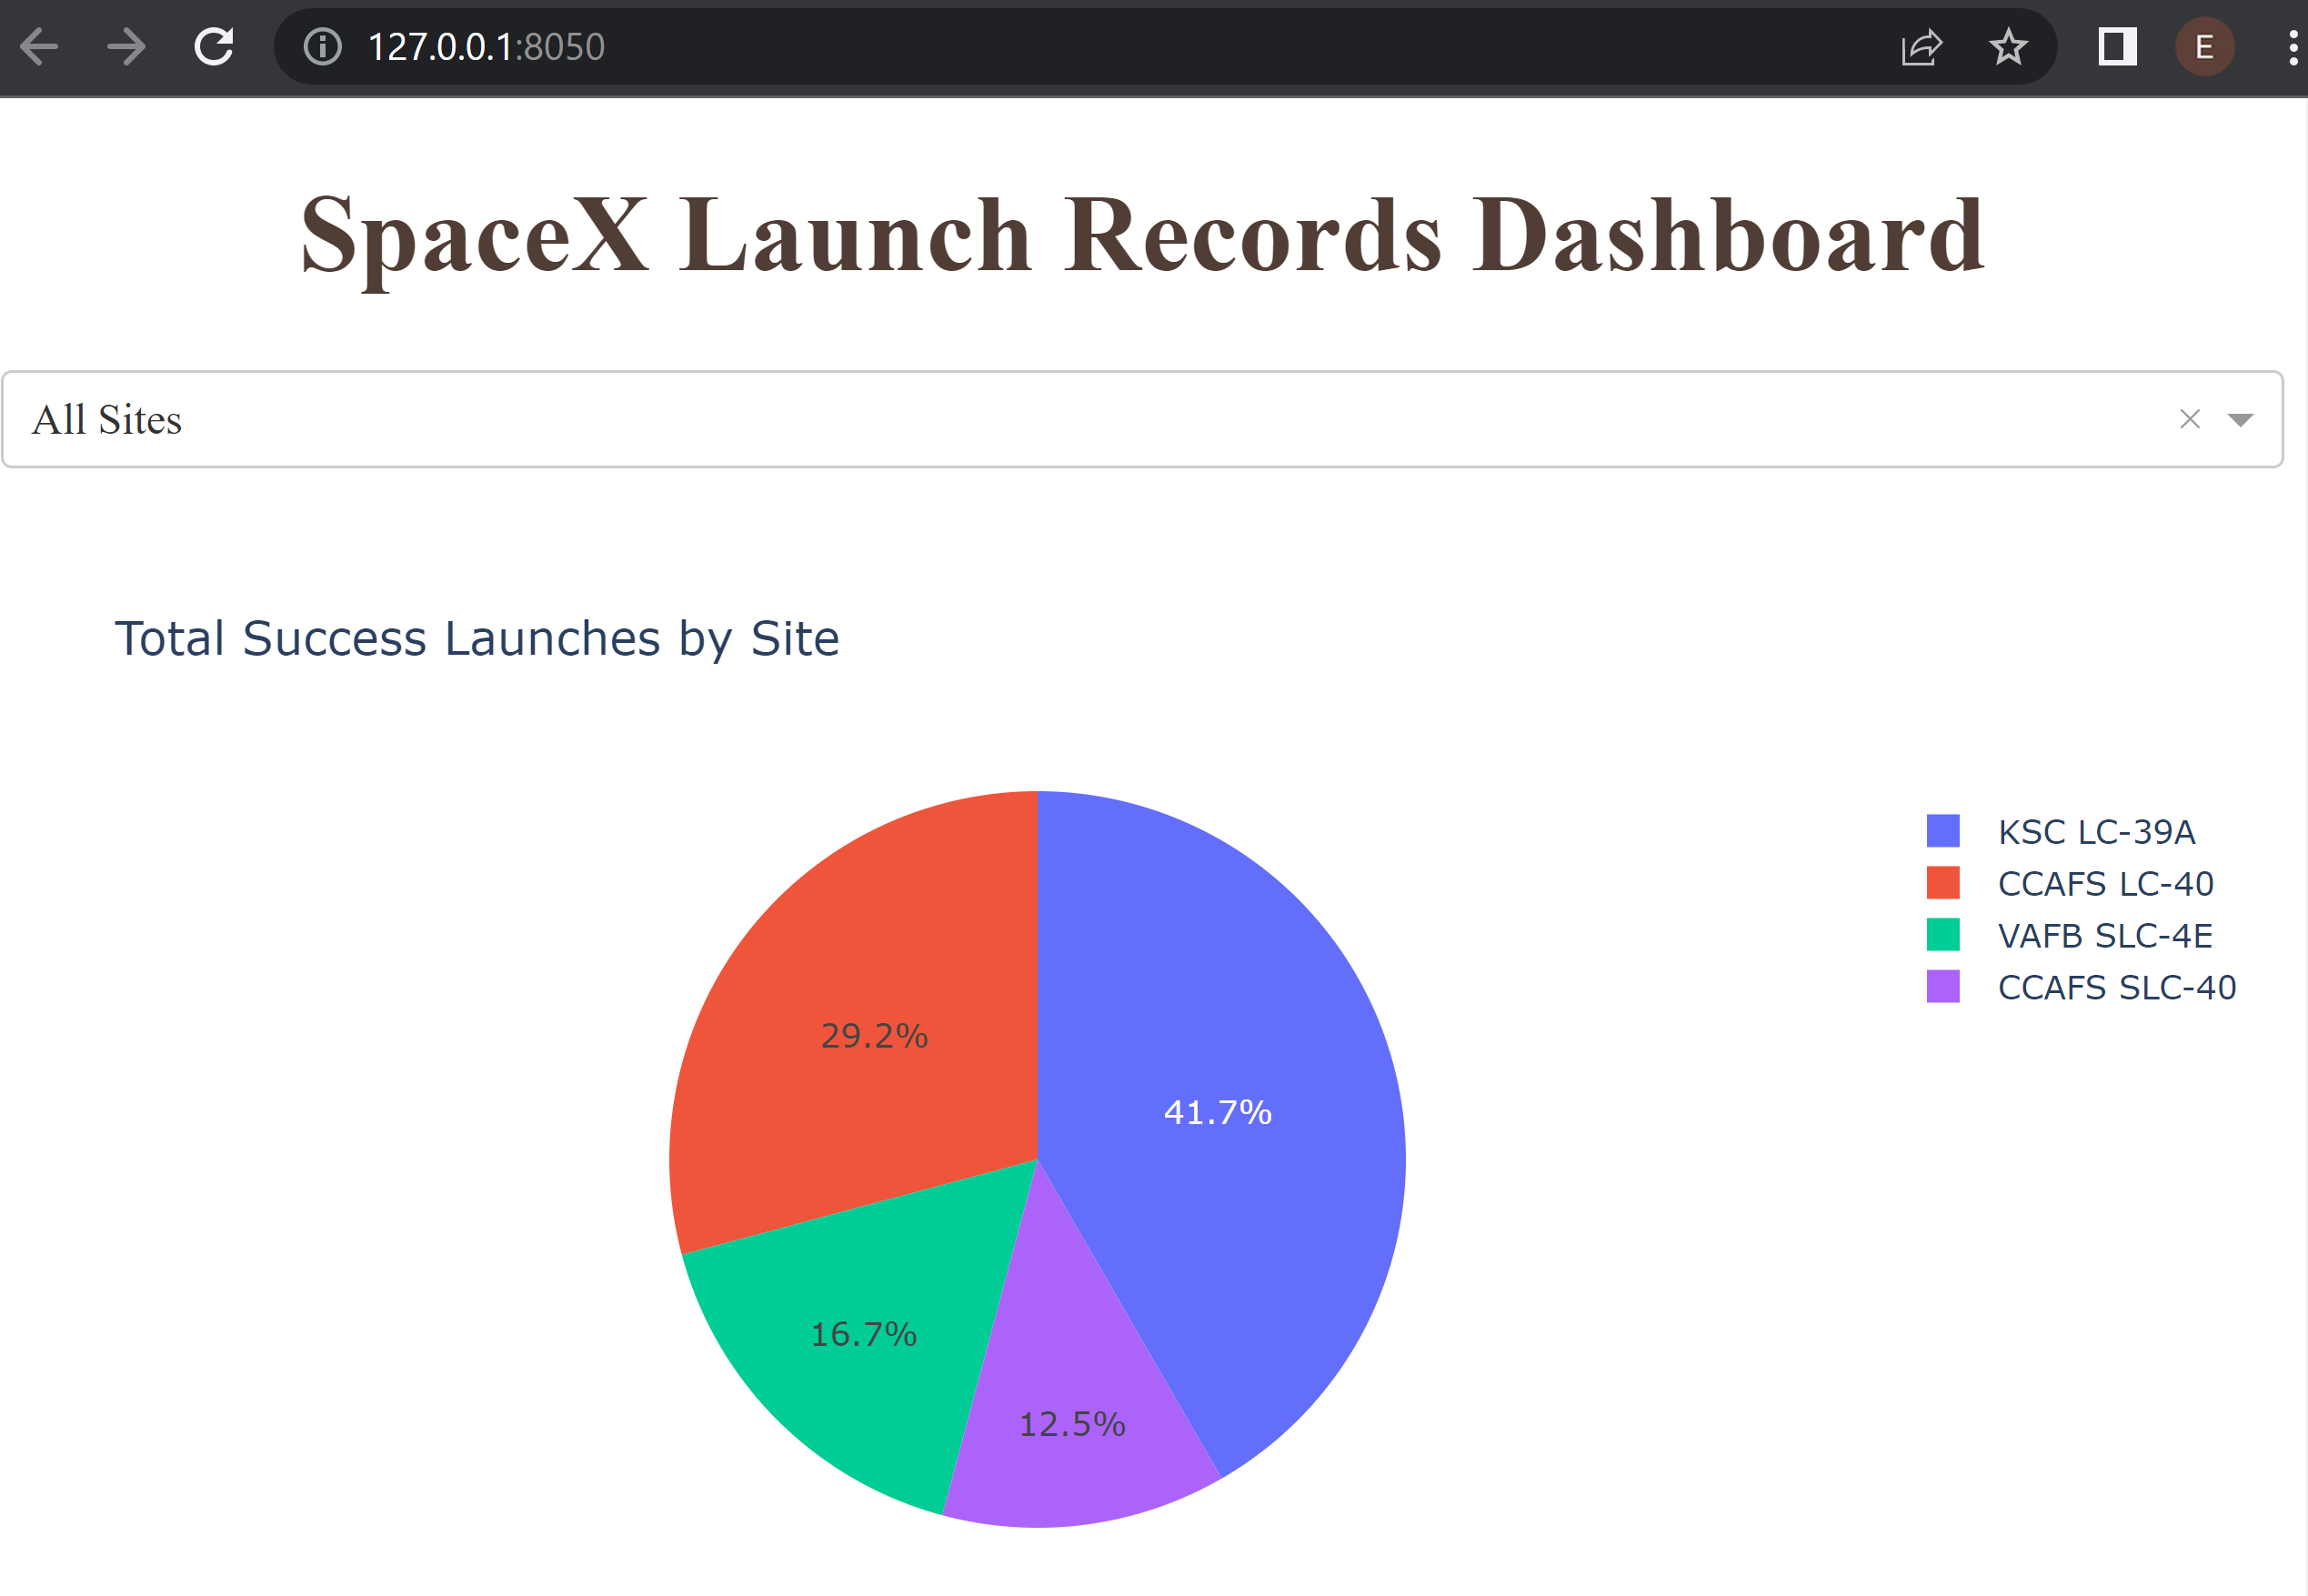 127.0.0.1:8050
E
SpaceX Launch Records Dashboard
All Sites
Total Success Launches by Site
KSC LC-39A
CCAFS LC-40
VAFB SLC-4E
CCAFS SLC-40
29.2%
41.7%
16.7%
12.5%